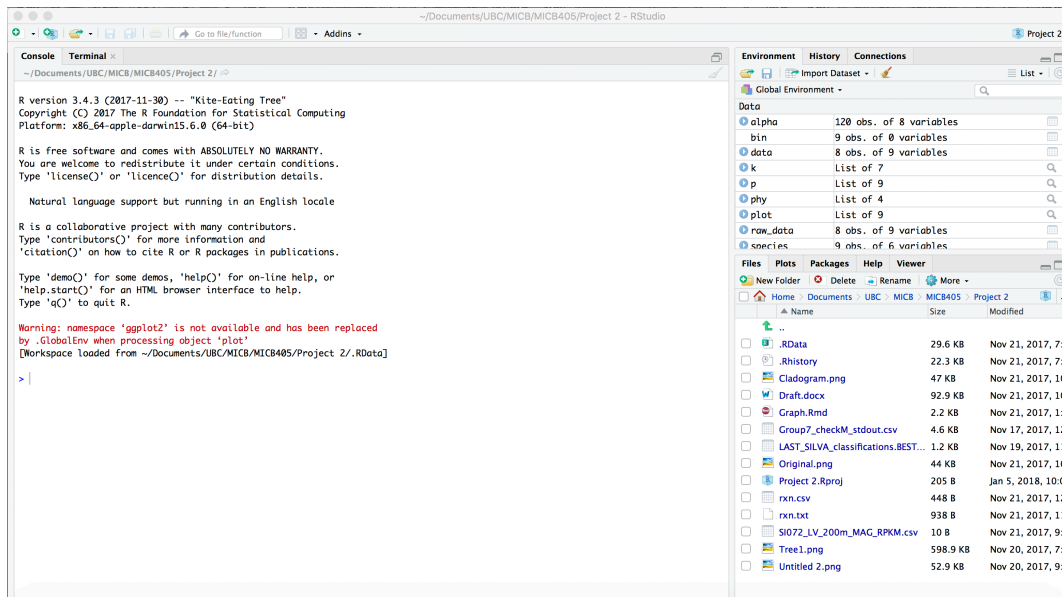 ~/Documents/UBC/MICB/MICB405/Project 2 - RStudio
Go to file/function
Addins
Project 2
Console Terminal
~/Documents/UBC/MICB/MICB405/Project 2/
R version 3.4.3 (2017-11-30) -- "Kite-Eating Tree"
Copyright (C) 2017 The R Foundation for Statistical Computing
Platform: x86_64-apple-darwin15.6.0 (64-bit)
R is free software and comes with ABSOLUTELY NO WARRANTY.
You are welcome to redistribute it under certain conditions.
Type 'license()' or 'licence()' for distribution details.
Natural language support but running in an English locale
R is a collaborative project with many contributors.
Type 'contributors()' for more information and
'citation()' on how to cite R or R packages in publications.
Type 'demo()' for some demos, 'help()' for on-line help, or
'help.start()' for an HTML browser interface to help.
Type 'q()' to quit R.
Warning: namespace ‘ggplot2’ is not available and has been replaced
by .GlobalEnv when processing object ‘plot’
[Workspace loaded from ~/Documents/UBC/MICB/MICB405/Project 2/.RData]
>
Environment History Connections
Import Dataset List
Global Environment
Data
alpha 120 obs. of 8 variables
bin 9 obs. of 0 variables
data 8 obs. of 9 variables
k List of 7
p List of 9
phy List of 4
plot List of 9
raw_data 8 obs. of 9 variables
species 9 obs. of 6 variables
Files Plots Packages Help Viewer
New Folder Delete Rename More
Home Documents UBC MICB MICB405 Project 2
Name Size Modified
..
.RData 29.6 KB Nov 21, 2017, 7:
.Rhistory 22.3 KB Nov 21, 2017, 7:
Cladogram.png 47 KB Nov 21, 2017, 10
Draft.docx 92.9 KB Nov 21, 2017, 10
Graph.Rmd 2.2 KB Nov 21, 2017, 1:
Group7_checkM_stdout.csv 4.6 KB Nov 17, 2017, 12
LAST_SILVA_classifications.BEST... 1.2 KB Nov 19, 2017, 1
Original.png 44 KB Nov 21, 2017, 10
Project 2.Rproj 205 B Jan 5, 2018, 10:0
rxn.csv 448 B Nov 21, 2017, 12
rxn.txt 938 B Nov 21, 2017, 1
SI072_LV_200m_MAG_RPKM.csv 10 B Nov 21, 2017, 9:
Tree1.png 598.9 KB Nov 20, 2017, 7:
Untitled 2.png 52.9 KB Nov 20, 2017, 9: